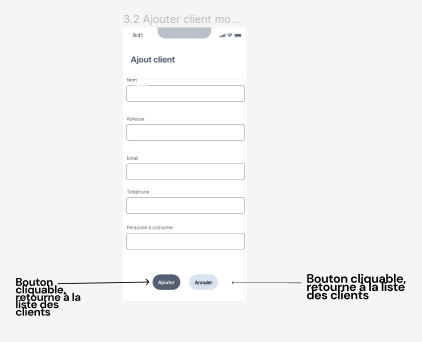 3.2 Ajouter client mo...
9:41
Ajout client
Nom
Adresse
Email
Telephone
Personne à contacter
Ajouter
Annuler
Bouton
cliquable,
retourne à la
liste des
clients
Bouton cliquable,
retourne à la liste
des clients